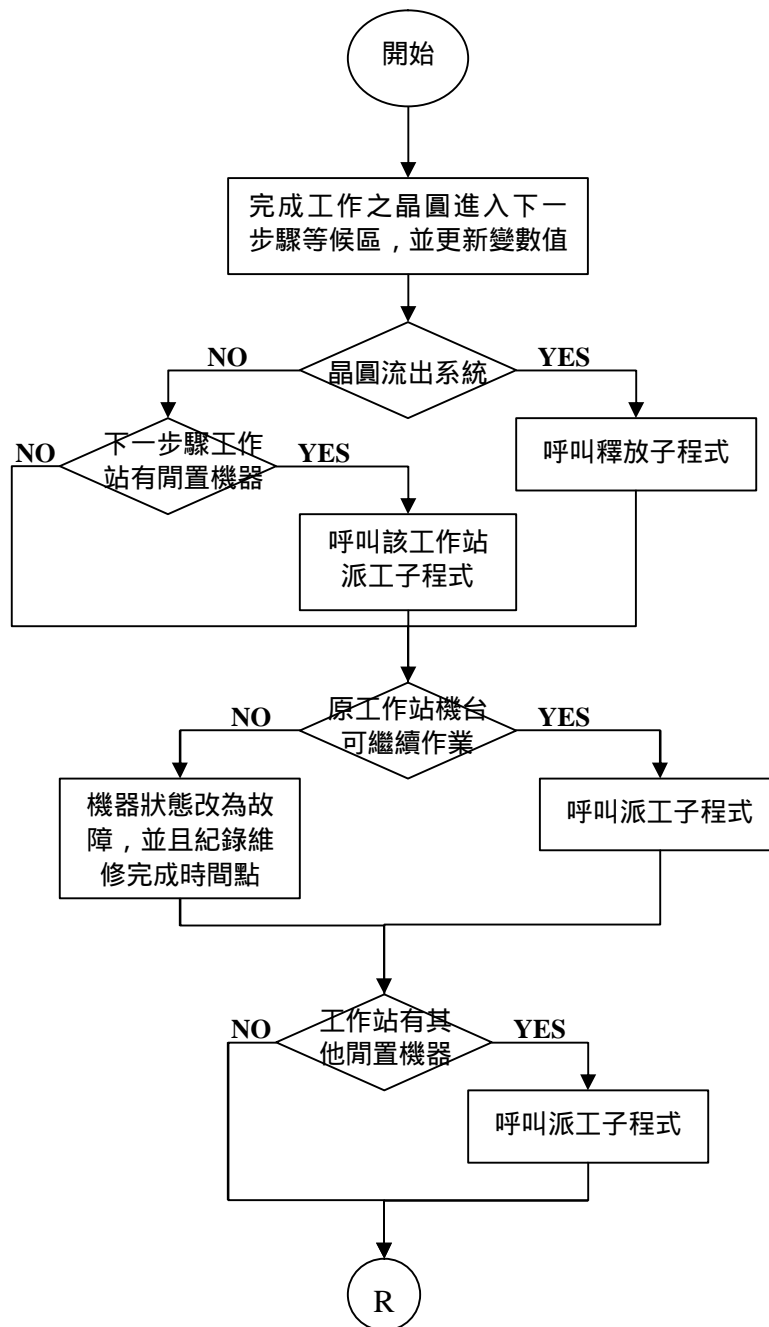 開始
完成工作之晶圓進入下一
步驟等候區，並更新變數值
NO
YES
晶圓流出系統
NO
下一步驟工作
站有閒置機器
YES
呼叫釋放子程式
呼叫該工作站
派工子程式
NO
原工作站機台
可繼續作業
YES
機器狀態改為故
障，並且紀錄維
修完成時間點
呼叫派工子程式
NO
工作站有其
他閒置機器
YES
呼叫派工子程式
R